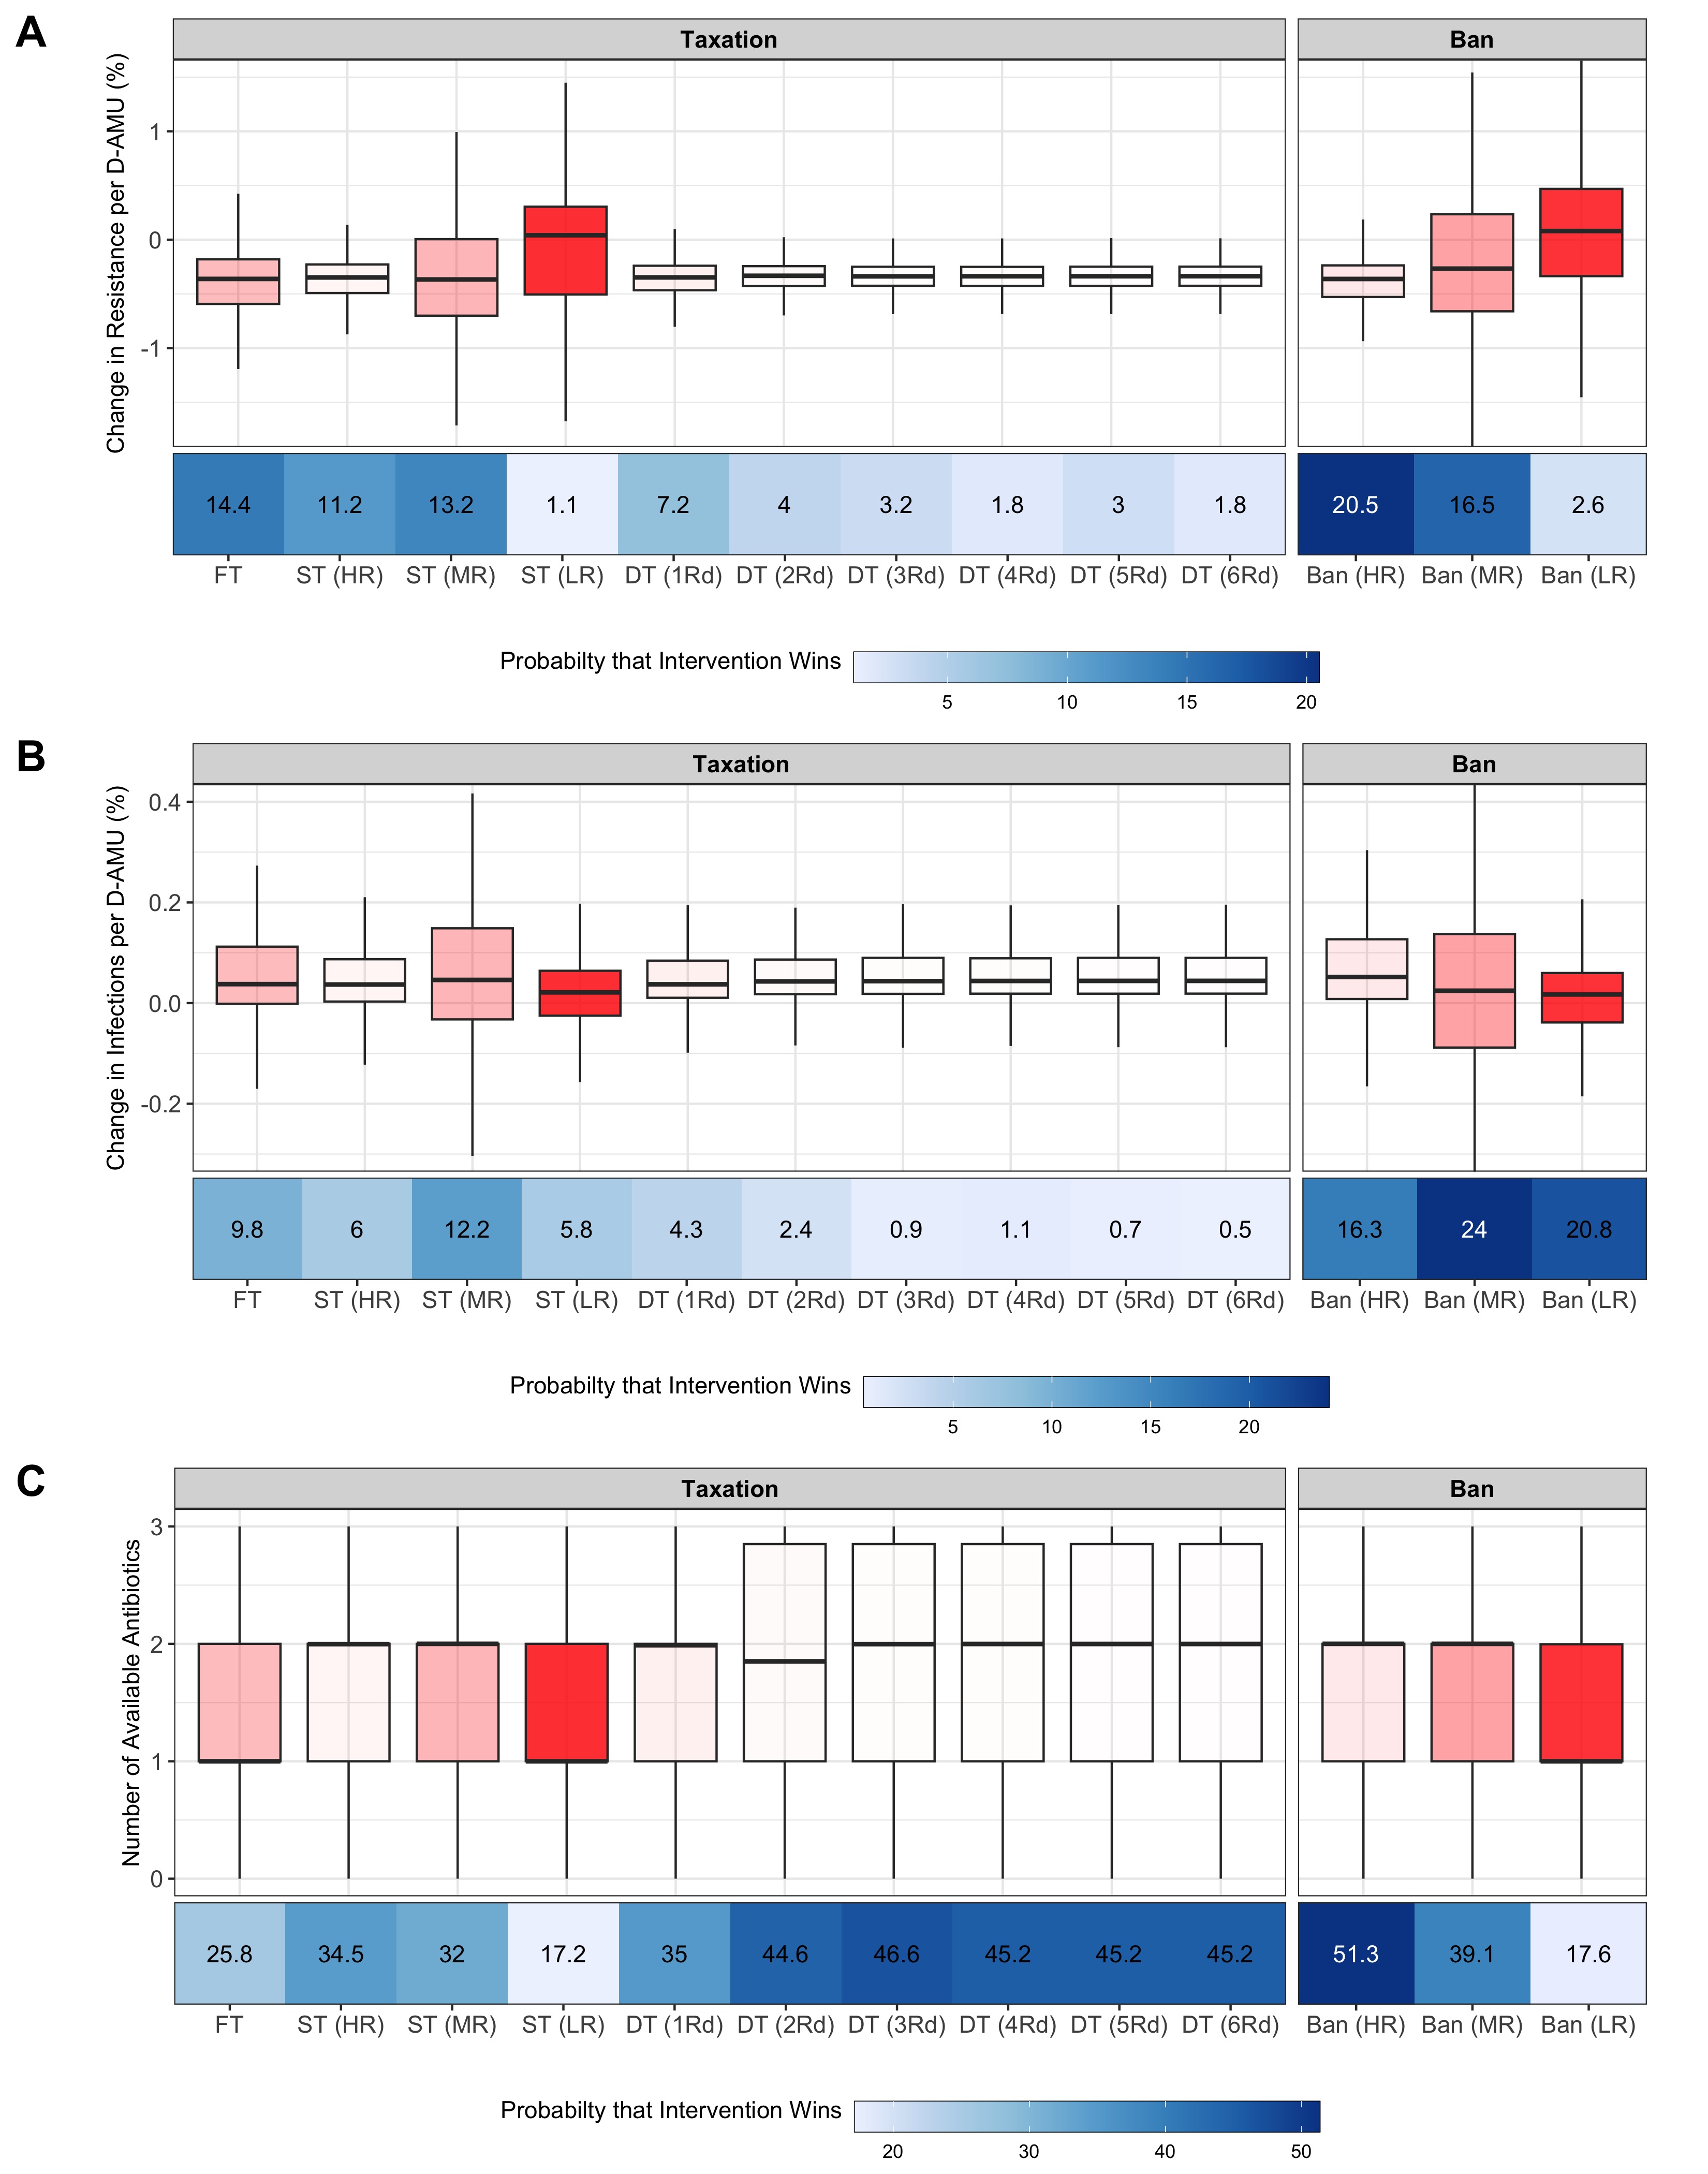 A
Taxation
Ban
Change in Resistance per D-AMU (%)
1
0
-1
14.4 11.2 13.2 1.1 7.2 4 3.2 1.8 3 1.8 20.5 16.5 2.6
FT ST (HR) ST (MR) ST (LR) DT (1Rd) DT (2Rd) DT (3Rd) DT (4Rd) DT (5Rd) DT (6Rd) Ban (HR) Ban (MR) Ban (LR)
Probabilty that Intervention Wins
5 10 15 20
B
Taxation
Ban
Change in Infections per D-AMU (%)
0.4
0.2
0.0
-0.2
9.8 6 12.2 5.8 4.3 2.4 0.9 1.1 0.7 0.5 16.3 24 20.8
FT ST (HR) ST (MR) ST (LR) DT (1Rd) DT (2Rd) DT (3Rd) DT (4Rd) DT (5Rd) DT (6Rd) Ban (HR) Ban (MR) Ban (LR)
Probabilty that Intervention Wins
5 10 15 20
C
Taxation
Ban
Number of Available Antibiotics
3
2
1
0
25.8 34.5 32 17.2 35 44.6 46.6 45.2 45.2 45.2 51.3 39.1 17.6
FT ST (HR) ST (MR) ST (LR) DT (1Rd) DT (2Rd) DT (3Rd) DT (4Rd) DT (5Rd) DT (6Rd) Ban (HR) Ban (MR) Ban (LR)
Probabilty that Intervention Wins
20 30 40 50